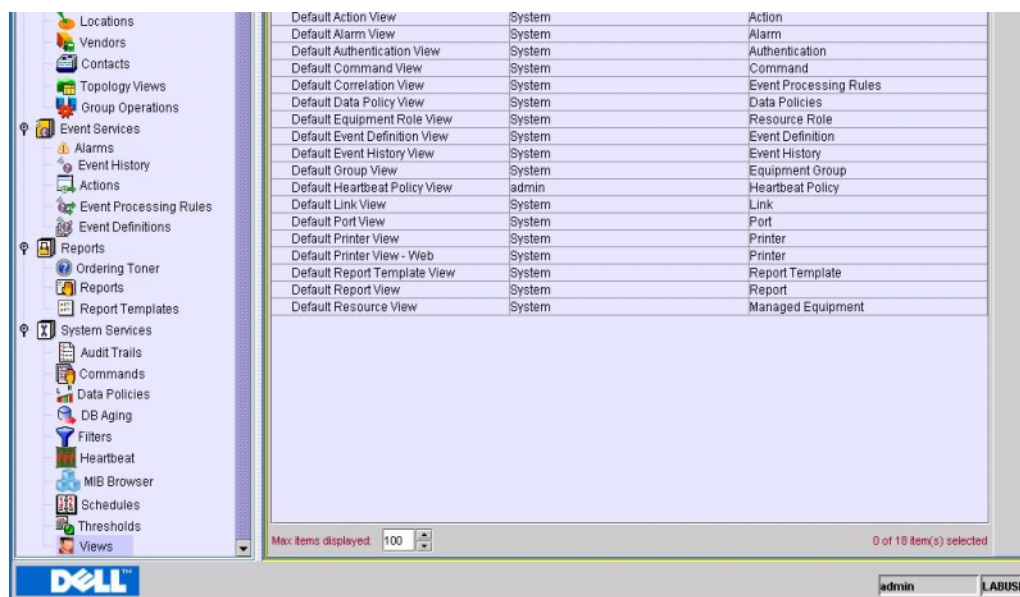 Locations
Vendors
Contacts
Topology Views
Group Operations
Event Services
Alarms
Event History
Actions
Event Processing Rules
Event Definitions
Reports
Ordering Toner
Reports
Report Templates
System Services
Audit Trails
Commands
Data Policies
DB Aging
Filters
Heartbeat
MIB Browser
Schedules
Thresholds
Views
Default Action View System Action
Default Alarm View System Alarm
Default Authentication View System Authentication
Default Command View System Command
Default Correlation View System Event Processing Rules
Default Data Policy View System Data Policies
Default Equipment Role View System Resource Role
Default Event Definition View System Event Definition
Default Event History View System Event History
Default Group View System Equipment Group
Default Heartbeat Policy View admin Heartbeat Policy
Default Link View System Link
Default Port View System Port
Default Printer View System Printer
Default Printer View - Web System Printer
Default Report Template View System Report Template
Default Report View System Report
Default Resource View System Managed Equipment
Max items displayed: 100
0 of 18 item(s) selected
DELL™
admin LABUS